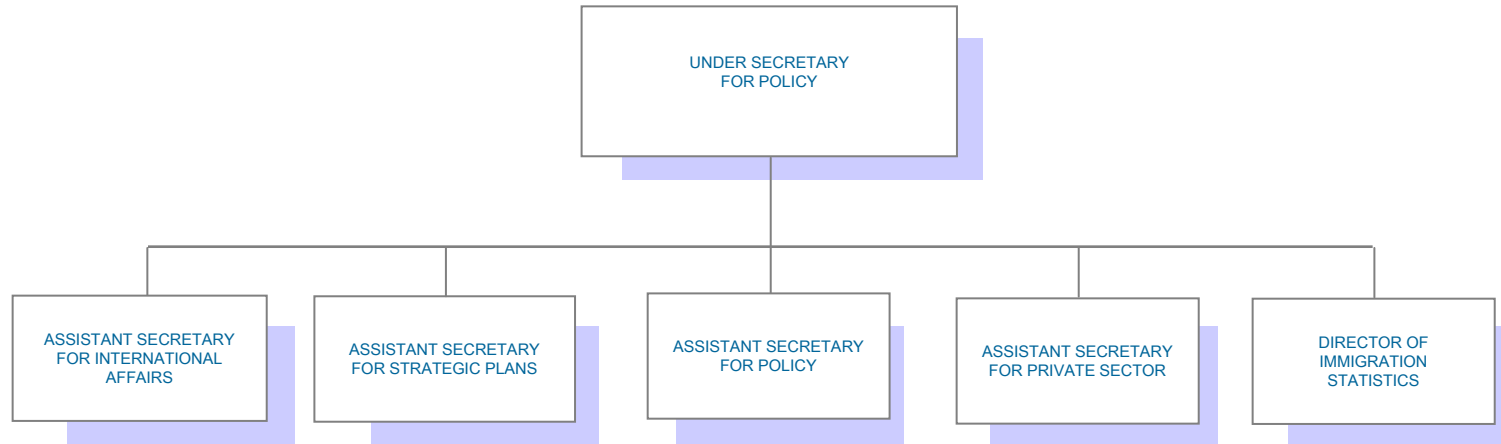 UNDER SECRETARY
FOR POLICY
ASSISTANT SECRETARY
FOR INTERNATIONAL
AFFAIRS
ASSISTANT SECRETARY
FOR STRATEGIC PLANS
ASSISTANT SECRETARY
FOR POLICY
ASSISTANT SECRETARY
FOR PRIVATE SECTOR
DIRECTOR OF
IMMIGRATION
STATISTICS